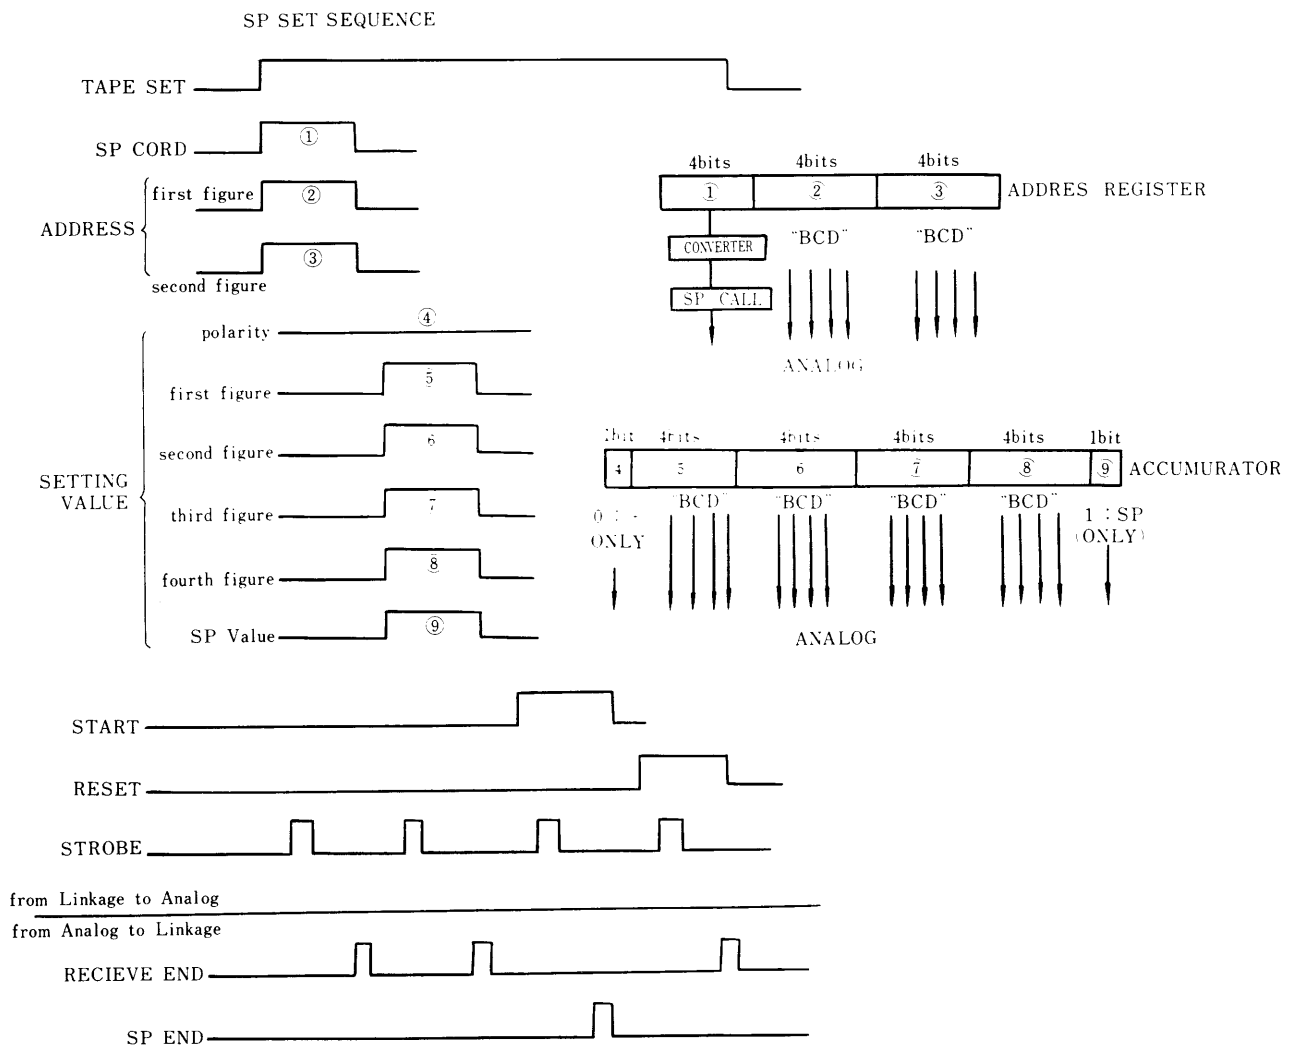 SP SET SEQUENCE
TAPE SET
SP CORD
①
ADDRESS
first figure
②
③
second figure
SETTING
VALUE
polarity
④
first figure
5
second figure
6
third figure
7
fourth figure
8
SP Value
⑨
START
RESET
STROBE
from Linkage to Analog
from Analog to Linkage
RECIEVE END
SP END
4bits 4bits 4bits
① ② ③ ADDRES REGISTER
CONVERTER
"BCD" "BCD"
SP CALL
ANALOG
4bits 4bits 4bits 4bits 1bit
4 5 6 7 ⑧ ⑨ ACCUMURATOR
"BCD" "BCD" "BCD" "BCD"
0 : -
ONLY
1 : SP
(ONLY)
ANALOG